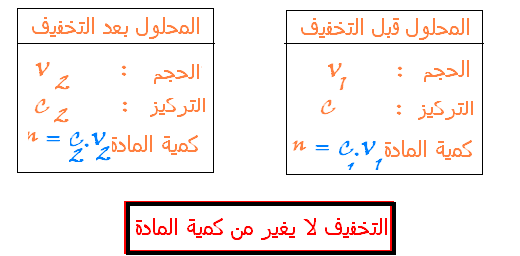 المحلول قبل التخفيف
الحجم : v₁
التركيز : c
كمية المادة n = c₁.v₁
المحلول بعد التخفيف
الحجم : v₂
التركيز : c₂
كمية المادة n = c₂.v₂
التخفيف لا يغير من كمية المادة